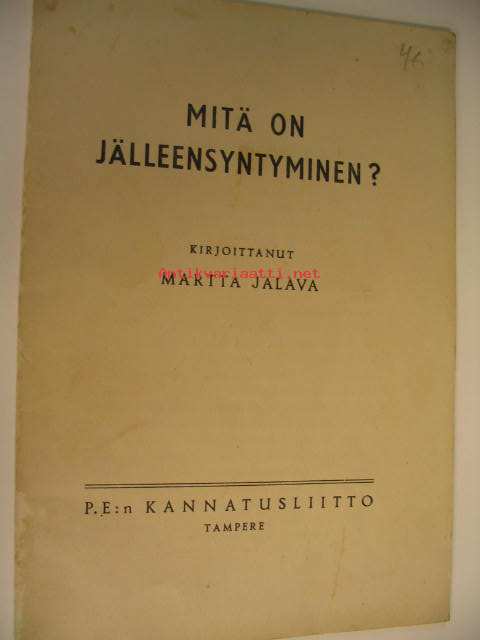 46
MITÄ ON
JÄLLEENSYNTYMINEN?
KIRJOITTANUT
Antikvariaatti.net
MARTTA JALAVA
P.E:n KANNATUSLIITTO
TAMPERE